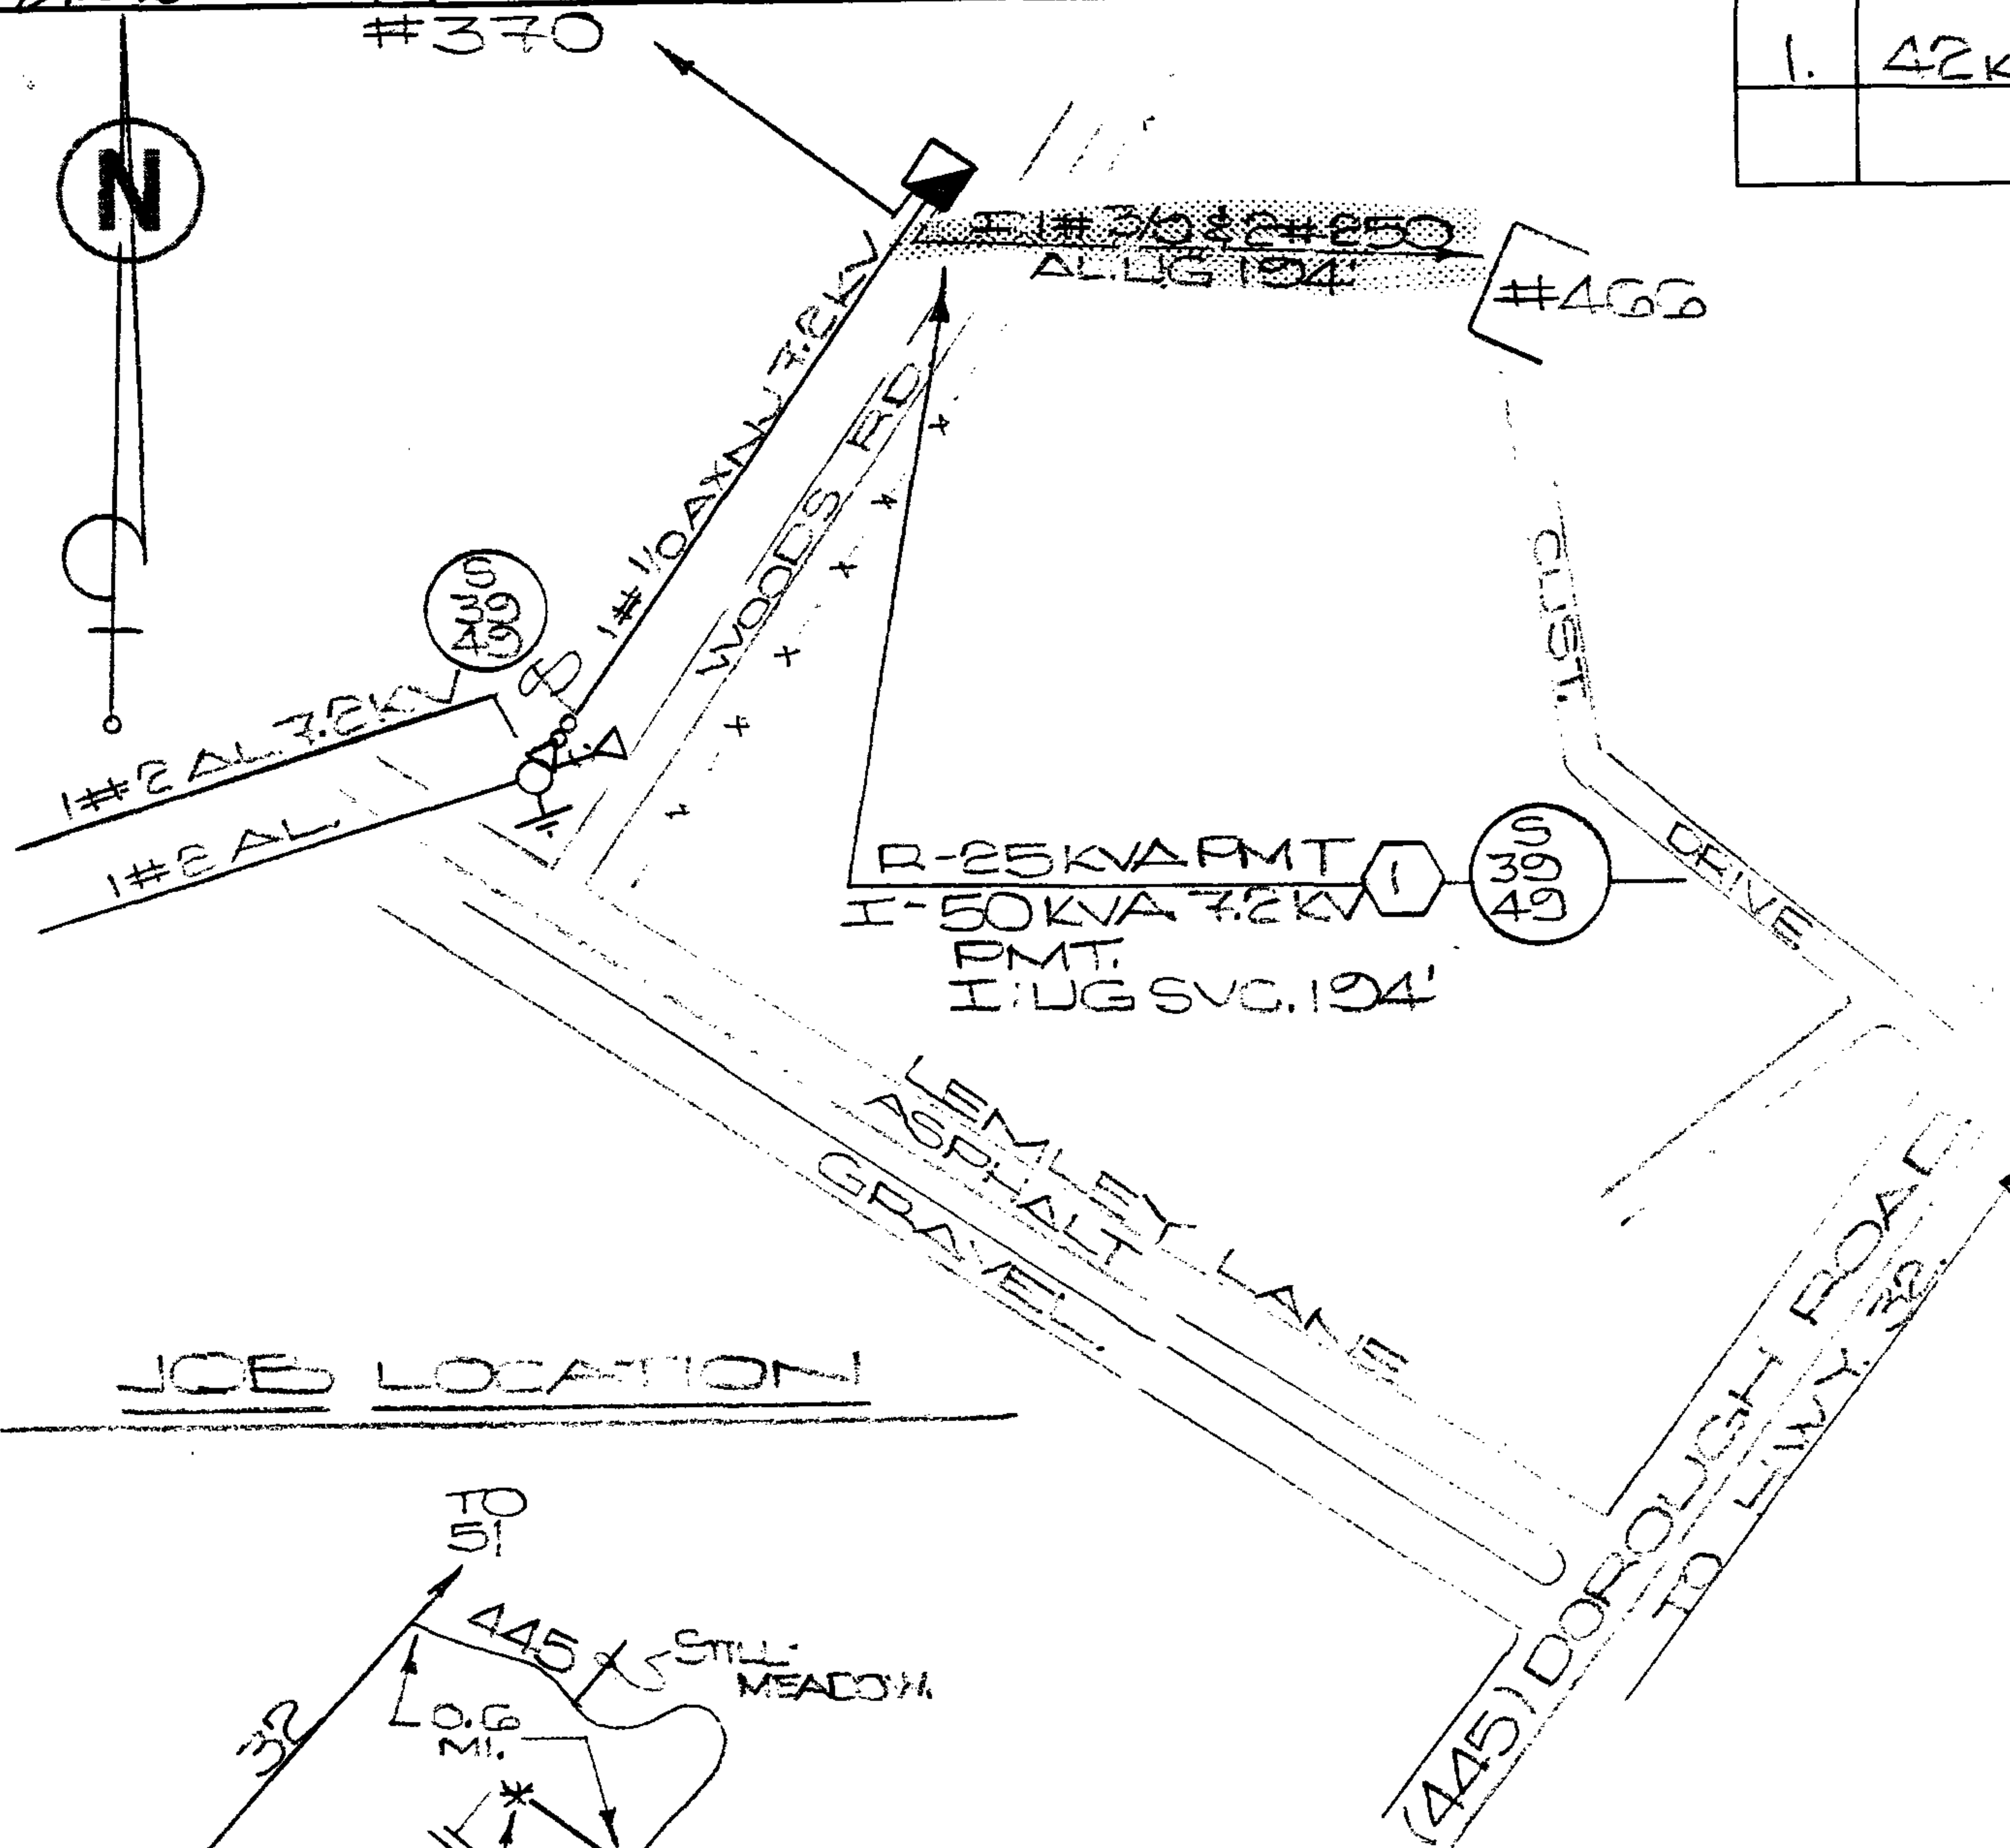 #370
1. 42K
N
I-1#3/0 & 2#250
AL. UG 194'
#466
1#1/0 AXNJ 7.2KV
WOODS RD
CUST.
DRIVE
S
39
49
1#2 AL. 7.2KV
1#2 AL.
R-25KVA PMT
I-50KVA 7.2KV
PMT.
I-UG SVC. 194'
1
S
39
49
LEMLEY LANE
ASPHALT
GRAVEL.
(445) DOROUGH ROAD
TO HWY. 32.
JOB LOCATION
TO
51
445
STILL
MEADOW.
0.6
MI.
32